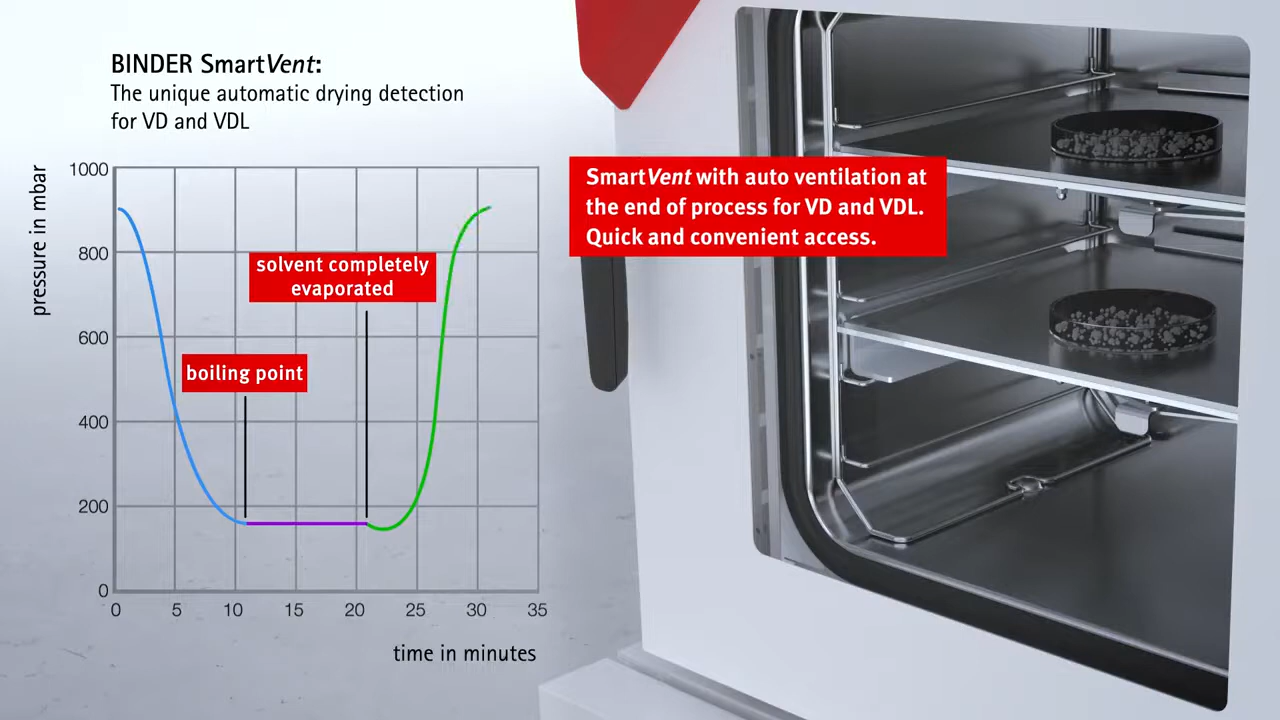 BINDER SmartVent:
The unique automatic drying detection
for VD and VDL
pressure in mbar
1000
800
600
400
200
0
0 5 10 15 20 25 30 35
time in minutes
boiling point
solvent completely
evaporated
SmartVent with auto ventilation at
the end of process for VD and VDL.
Quick and convenient access.